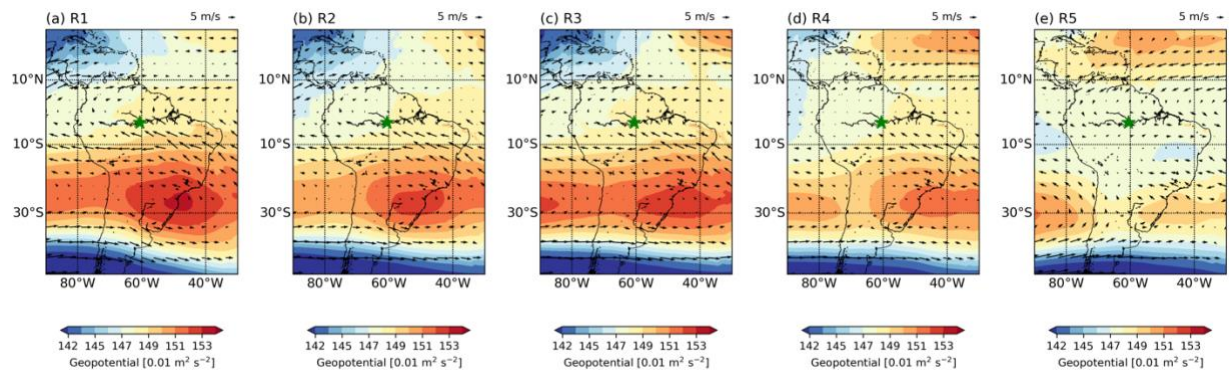 (a) R1 5 m/s (b) R2 5 m/s (c) R3 5 m/s (d) R4 5 m/s (e) R5 5 m/s
10°N 10°N 10°N 10°N 10°N
10°S 10°S 10°S 10°S 10°S
30°S 30°S 30°S 30°S 30°S
80°W 60°W 40°W 80°W 60°W 40°W 80°W 60°W 40°W 80°W 60°W 40°W 80°W 60°W 40°W
142 145 147 149 151 153 142 145 147 149 151 153 142 145 147 149 151 153 142 145 147 149 151 153 142 145 147 149 151 153
Geopotential [0.01 m² s⁻²] Geopotential [0.01 m² s⁻²] Geopotential [0.01 m² s⁻²] Geopotential [0.01 m² s⁻²] Geopotential [0.01 m² s⁻²]